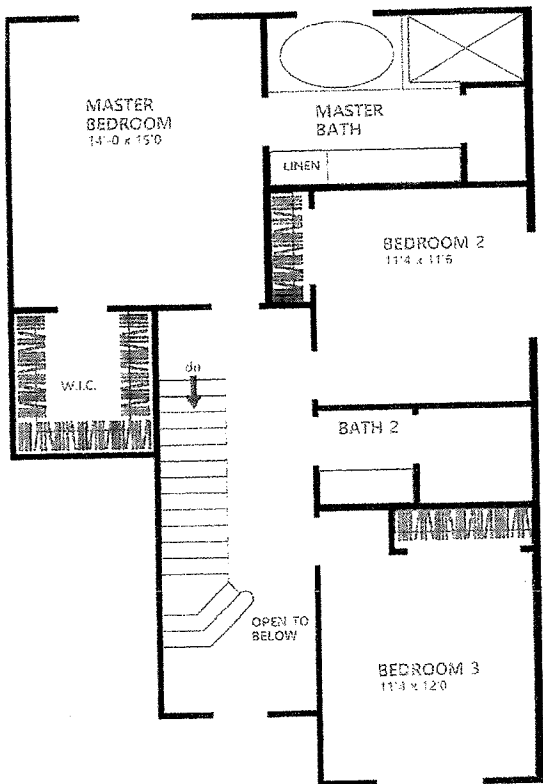 MASTER
BEDROOM
14'-0 x 15'0
MASTER
BATH
LINEN
BEDROOM 2
11'4 x 11'6
W.I.C.
dn
BATH 2
OPEN TO
BELOW
BEDROOM 3
11'4 x 12'0